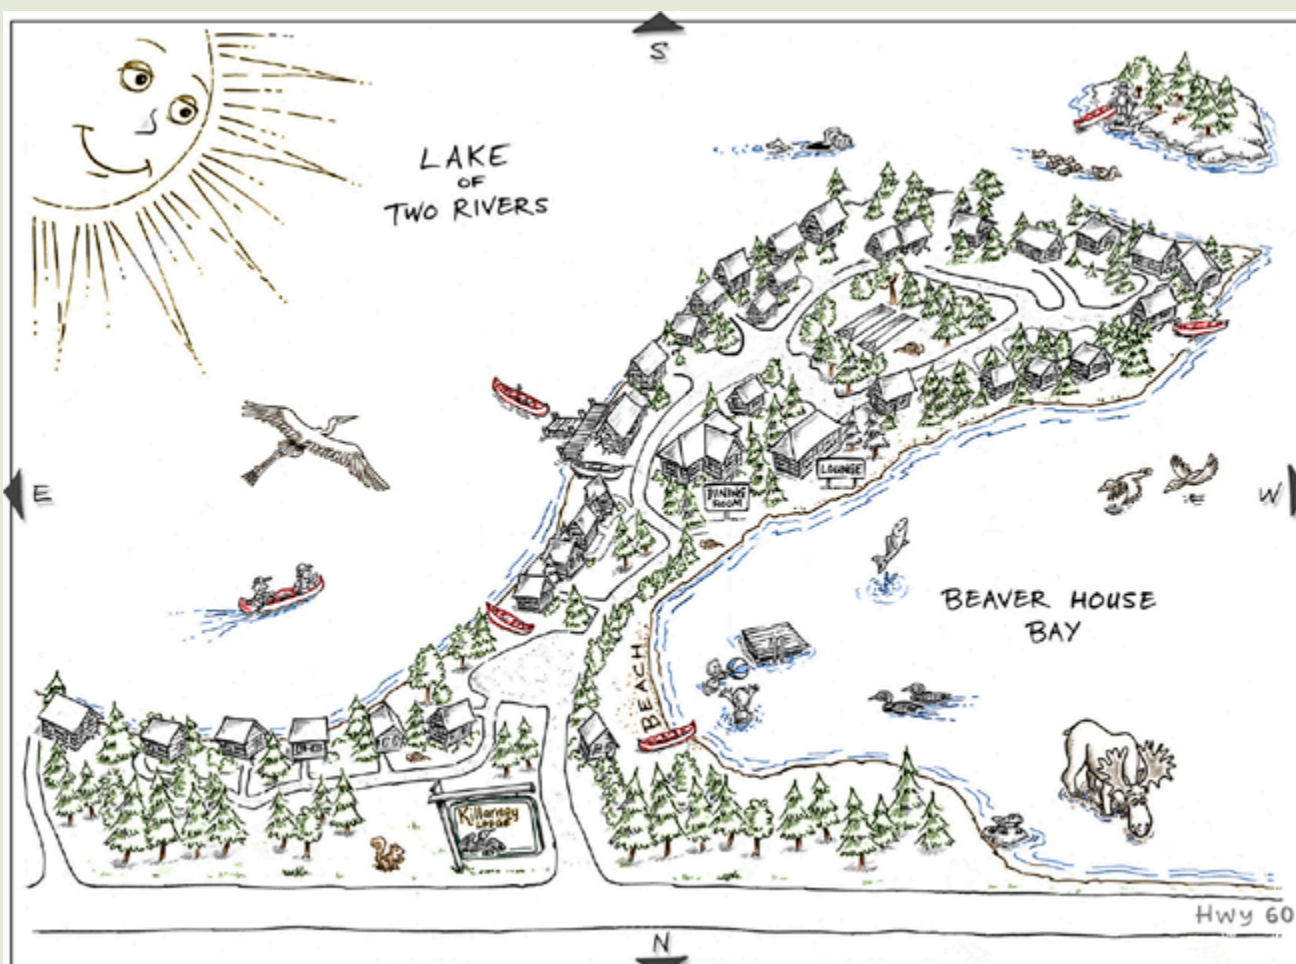 S
LAKE
OF
TWO RIVERS
E
W
LOUNGE
DINING
ROOM
BEAVER HOUSE
BAY
BEACH
Killarney
LODGE
Hwy 60
N